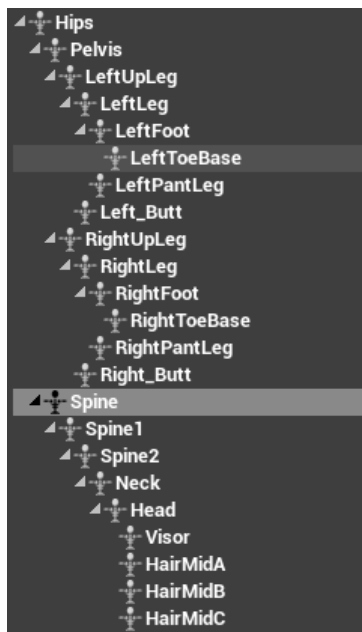 Hips
Pelvis
LeftUpLeg
LeftLeg
LeftFoot
LeftToeBase
LeftPantLeg
Left_Butt
RightUpLeg
RightLeg
RightFoot
RightToeBase
RightPantLeg
Right_Butt
Spine
Spine1
Spine2
Neck
Head
Visor
HairMidA
HairMidB
HairMidC